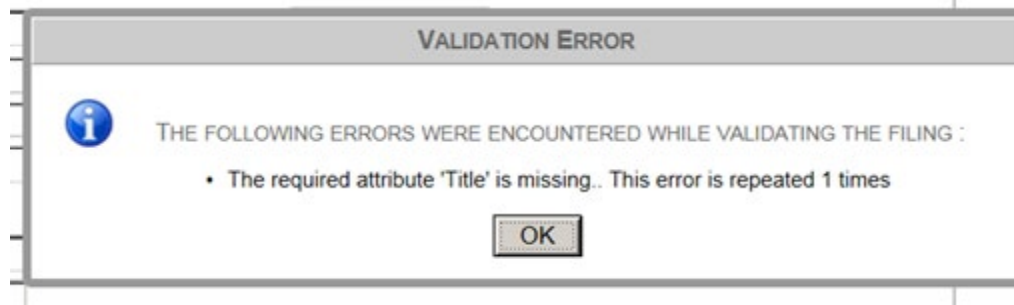 VALIDATION ERROR
THE FOLLOWING ERRORS WERE ENCOUNTERED WHILE VALIDATING THE FILING :
• The required attribute 'Title' is missing.. This error is repeated 1 times
OK